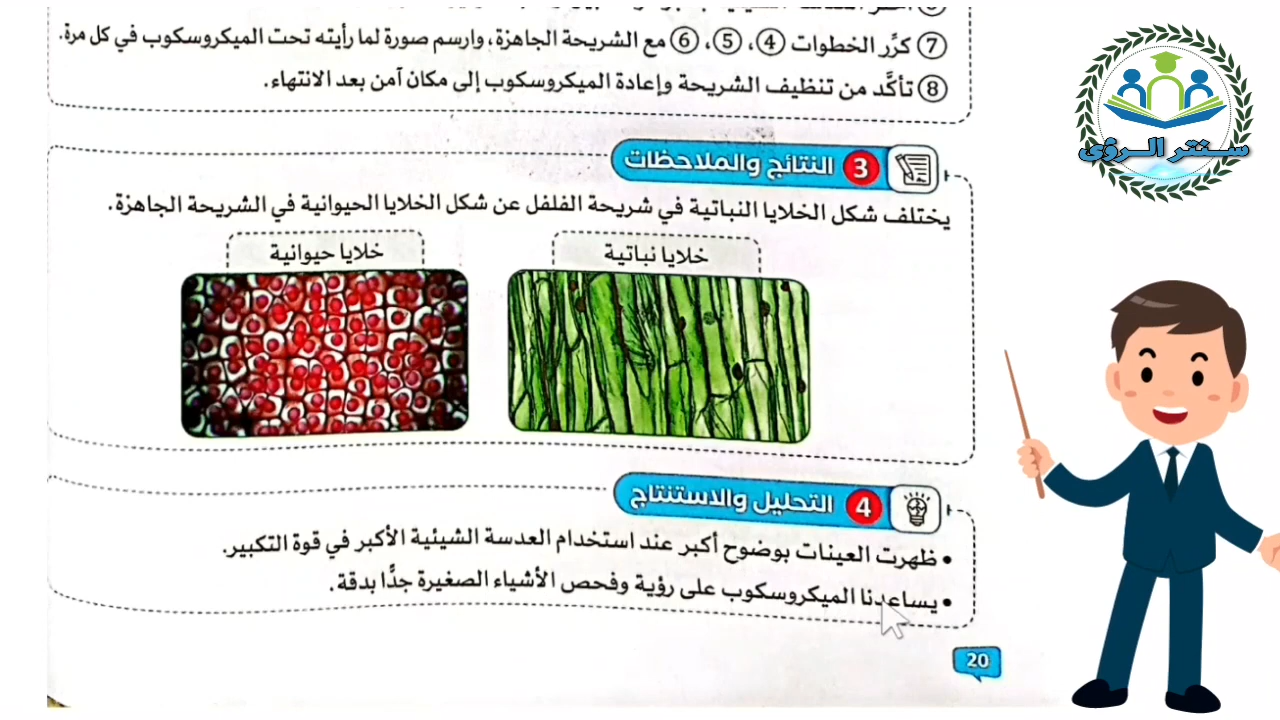 ⑦ كرِّر الخطوات ④، ⑤، ⑥ مع الشريحة الجاهزة، وارسم صورة لما رأيته تحت الميكروسكوب في كل مرة.
⑧ تأكَّد من تنظيف الشريحة وإعادة الميكروسكوب إلى مكان آمن بعد الانتهاء.
سنتر الرؤى
3 النتائج والملاحظات
يختلف شكل الخلايا النباتية في شريحة الفلفل عن شكل الخلايا الحيوانية في الشريحة الجاهزة.
خلايا نباتية
خلايا حيوانية
4 التحليل والاستنتاج
• ظهرت العينات بوضوح أكبر عند استخدام العدسة الشيئية الأكبر في قوة التكبير.
• يساعدنا الميكروسكوب على رؤية وفحص الأشياء الصغيرة جدًّا بدقة.
20